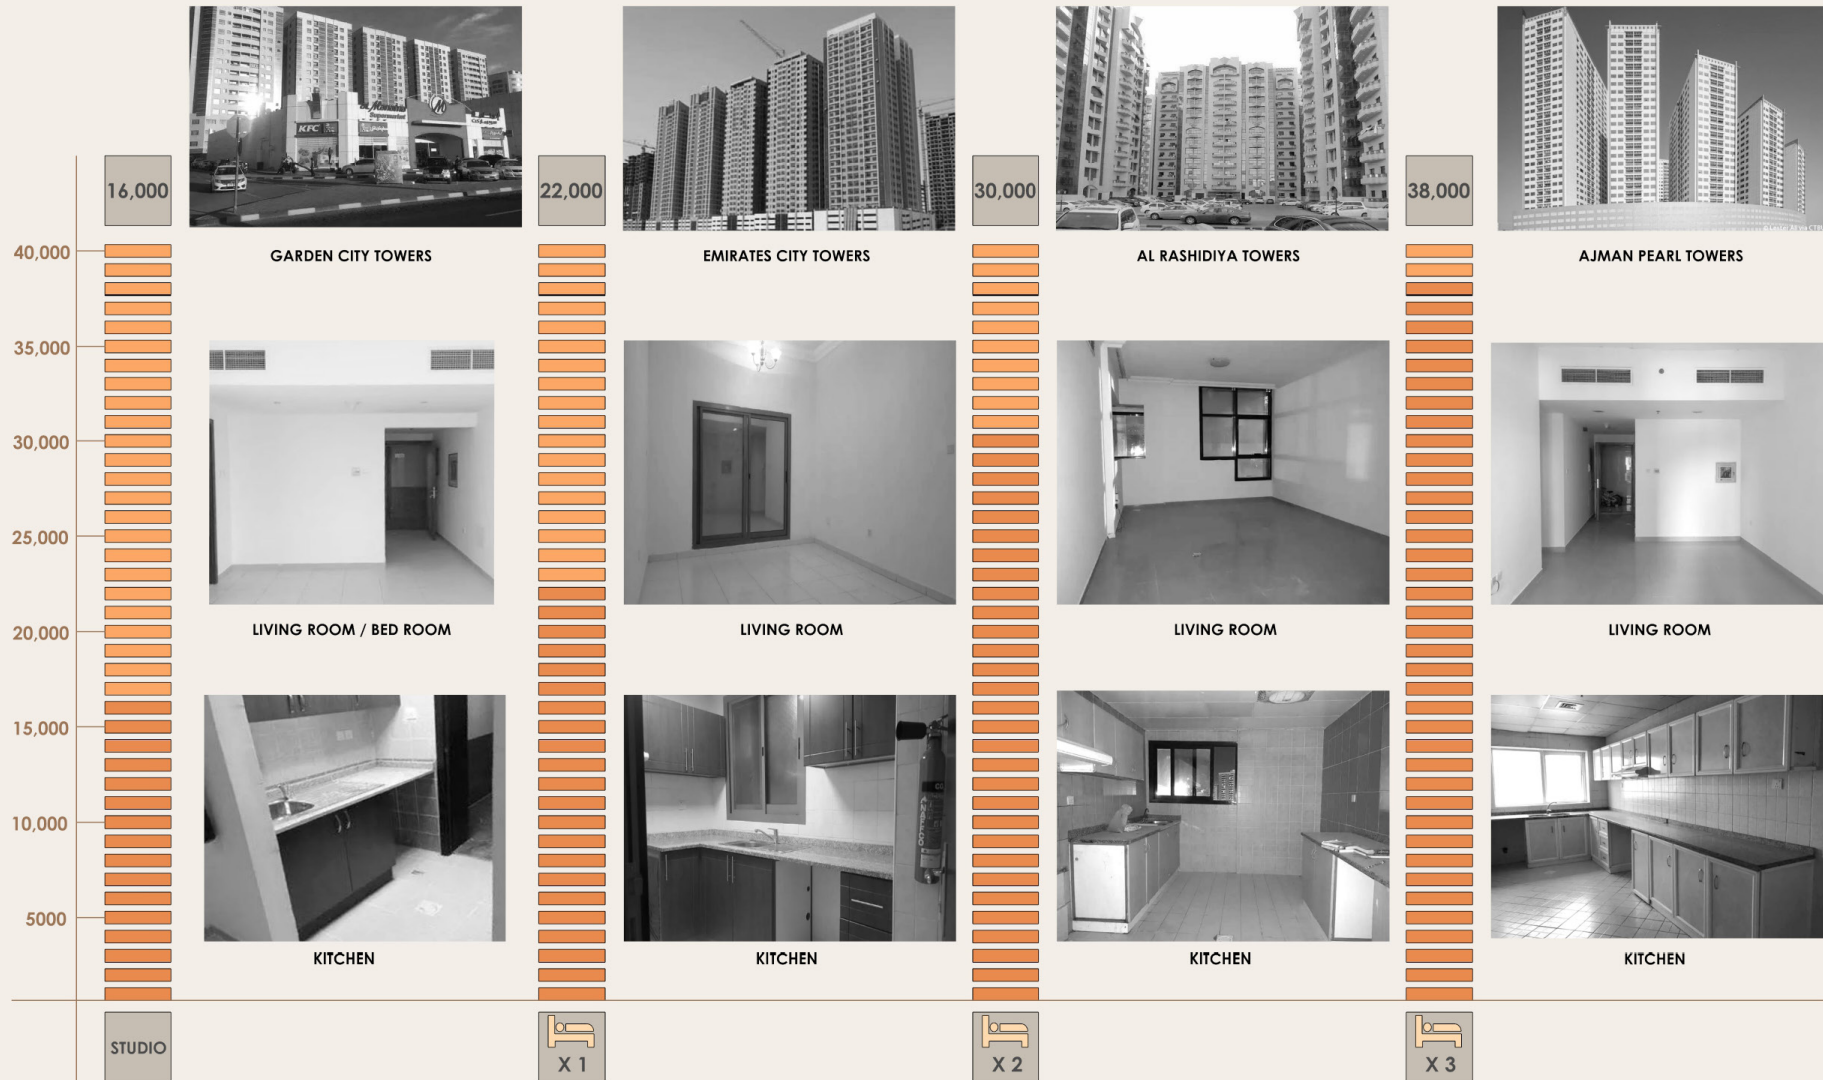 16,000
22,000
30,000
38,000
KFC
GARDEN CITY TOWERS
EMIRATES CITY TOWERS
AL RASHIDIYA TOWERS
AJMAN PEARL TOWERS
40,000
35,000
30,000
25,000
20,000
15,000
10,000
5000
LIVING ROOM / BED ROOM
LIVING ROOM
LIVING ROOM
LIVING ROOM
KITCHEN
KITCHEN
KITCHEN
KITCHEN
STUDIO
X 1
X 2
X 3